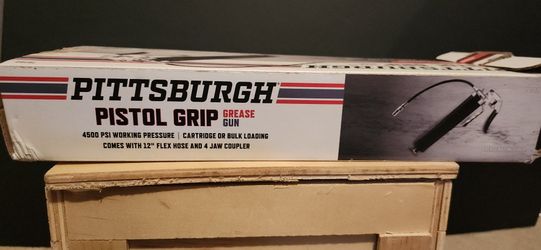 PITTSBURGH
PISTOL GRIP GREASE GUN
4500 PSI WORKING PRESSURE | CARTRIDGE OR BULK LOADING
COMES WITH 12" FLEX HOSE AND 4 JAW COUPLER